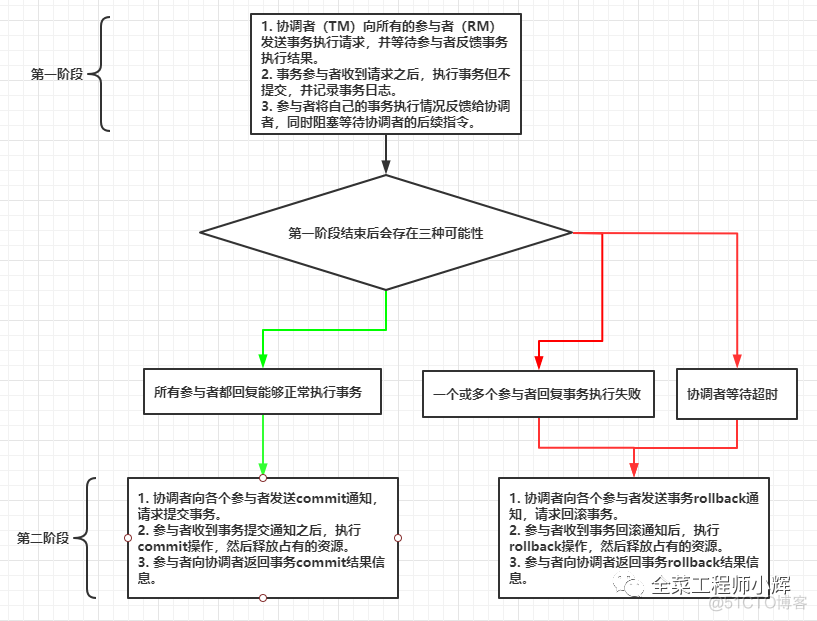 第一阶段
1. 协调者（TM）向所有的参与者（RM）
发送事务执行请求，并等待参与者反馈事务
执行结果。
2. 事务参与者收到请求之后，执行事务但不
提交，并记录事务日志。
3. 参与者将自己的事务执行情况反馈给协调
者，同时阻塞等待协调者的后续指令。
第一阶段结束后会存在三种可能性
所有参与者都回复能够正常执行事务
一个或多个参与者回复事务执行失败
协调者等待超时
第二阶段
1. 协调者向各个参与者发送commit通知，
请求提交事务。
2. 参与者收到事务提交通知之后，执行
commit操作，然后释放占有的资源。
3. 参与者向协调者返回事务commit结果信
息。
1. 协调者向各个参与者发送事务rollback通
知，请求回滚事务。
2. 参与者收到事务回滚通知后，执行
rollback操作，然后释放占有的资源。
3. 参与者向协调者返回事务rollback结果信
息。
全菜工程师小辉
@51CTO博客